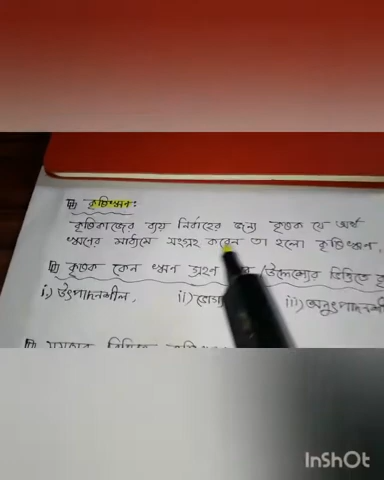 কৃষিঋণ:
কৃষিকাজের ব্যয় নির্বাহের জন্য কৃষক যে অর্থ
ঋণের মাধ্যমে সংগ্রহ করেন তা হলো কৃষিঋণ.
কৃষক কেন ঋণ গ্রহণ (উদ্দেশ্যের ভিত্তিতে
i) উৎপাদনশীল. ii) ভোগ্য iii) অনুৎপাদনশী
InShOt